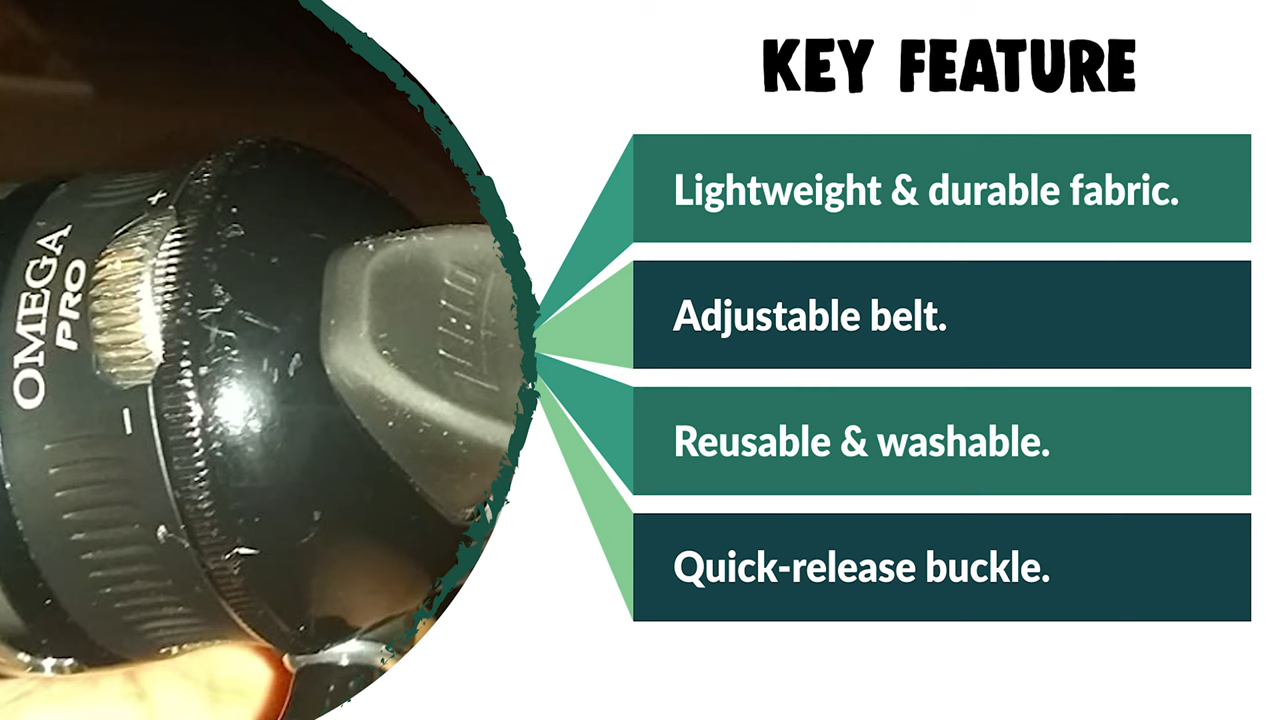 KEY FEATURE
Lightweight & durable fabric.
Adjustable belt.
Reusable & washable.
Quick-release buckle.
OMEGA
PRO
+
-